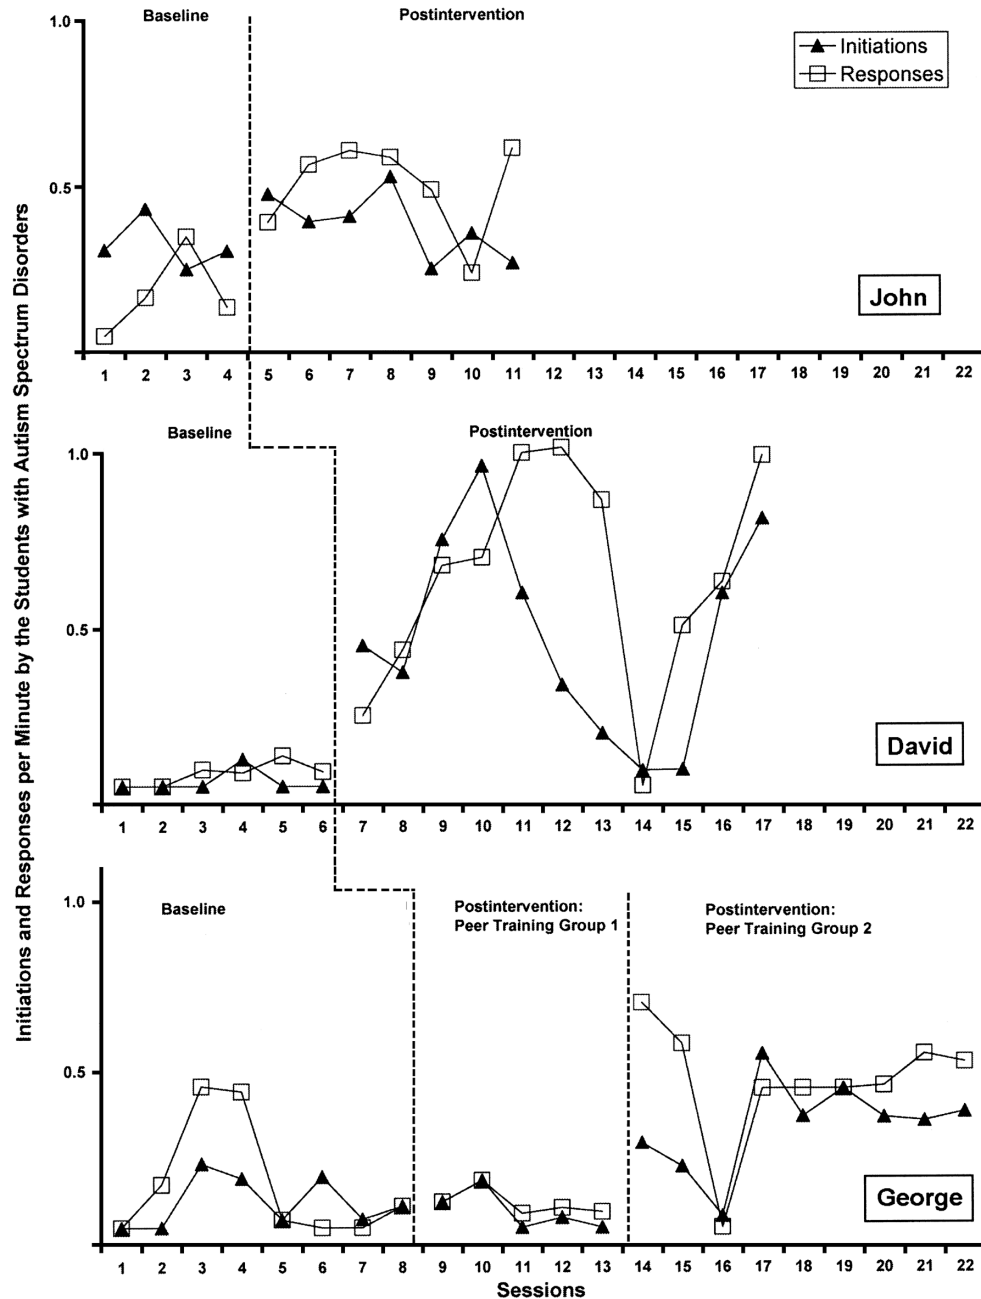 Initiations and Responses per Minute by the Students with Autism Spectrum Disorders
Baseline
Postintervention
Initiations
Responses
1.0
0.5
John
1 2 3 4 5 6 7 8 9 10 11 12 13 14 15 16 17 18 19 20 21 22
Baseline
Postintervention
1.0
0.5
David
1 2 3 4 5 6 7 8 9 10 11 12 13 14 15 16 17 18 19 20 21 22
Baseline
Postintervention:
Peer Training Group 1
Postintervention:
Peer Training Group 2
1.0
0.5
George
1 2 3 4 5 6 7 8 9 10 11 12 13 14 15 16 17 18 19 20 21 22
Sessions